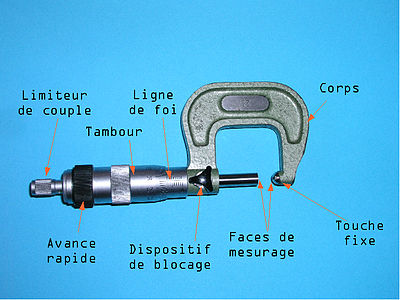 Limiteur
de couple
Ligne
de foi
Corps
Tambour
Avance
rapide
Dispositif
de blocage
Faces de
mesurage
Touche
fixe